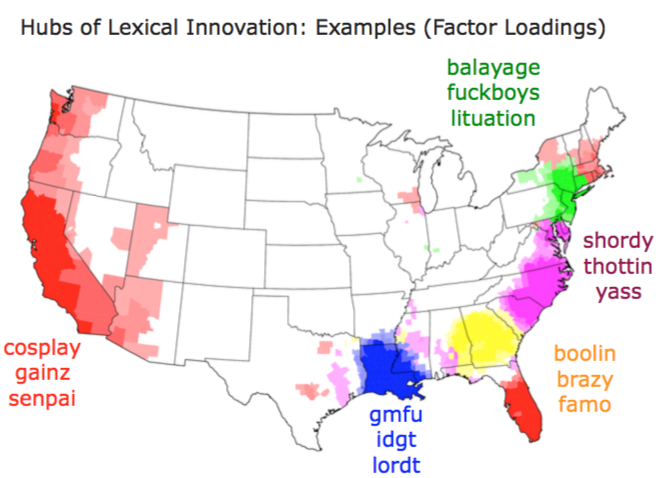 Hubs of Lexical Innovation: Examples (Factor Loadings)
balayage
fuckboys
lituation
shordy
thottin
yass
cosplay
gainz
senpai
boolin
brazy
famo
gmfu
idgt
lordt